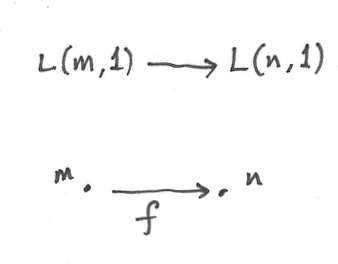 L(m,1) ⟶ L(n,1)
m . ⟶ . n
f